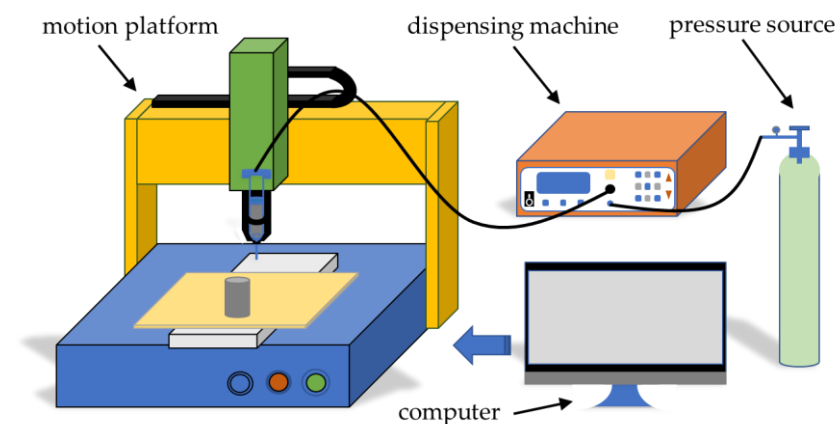 motion platform
dispensing machine
pressure source
computer